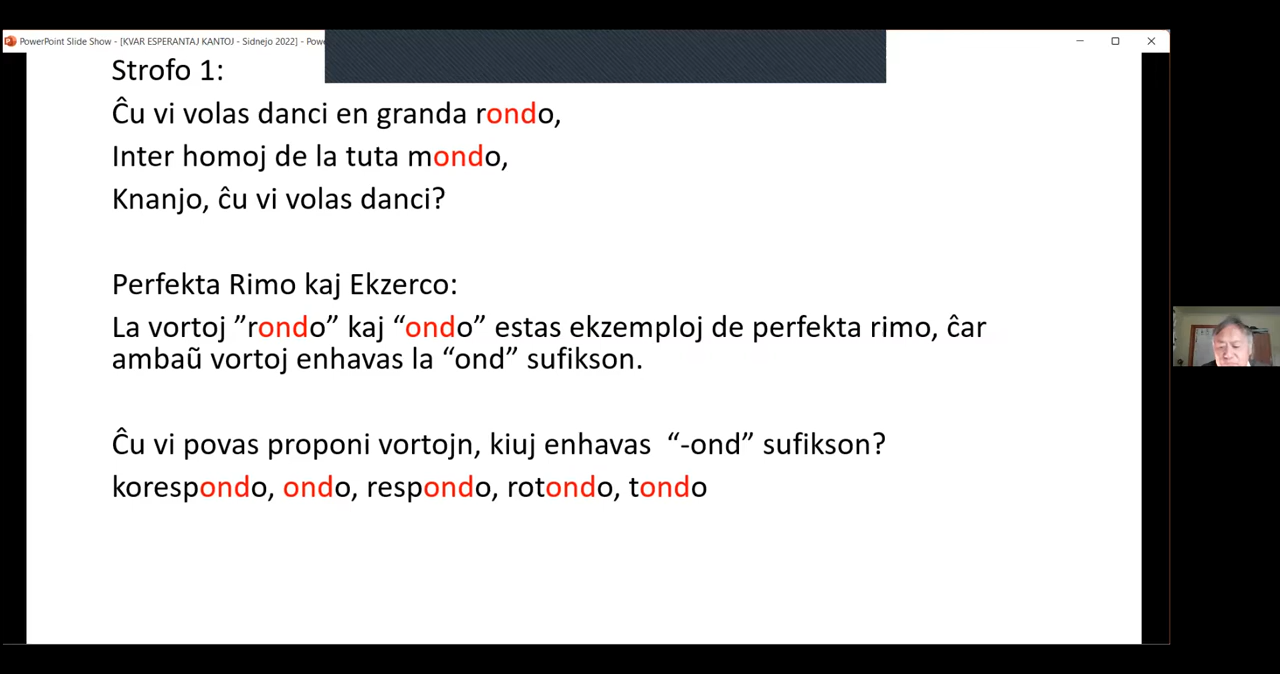 PowerPoint Slide Show - [KVAR ESPERANTAJ KANTOJ - Sidnejo 2022] - Powe
Strofo 1:
Ĉu vi volas danci en granda rondo,
Inter homoj de la tuta mondo,
Knanjo, ĉu vi volas danci?
Perfekta Rimo kaj Ekzerco:
La vortoj ”rondo” kaj “ondo” estas ekzemploj de perfekta rimo, ĉar
ambaŭ vortoj enhavas la “ond” sufikson.
Ĉu vi povas proponi vortojn, kiuj enhavas “-ond” sufikson?
korespondo, ondo, respondo, rotondo, tondo